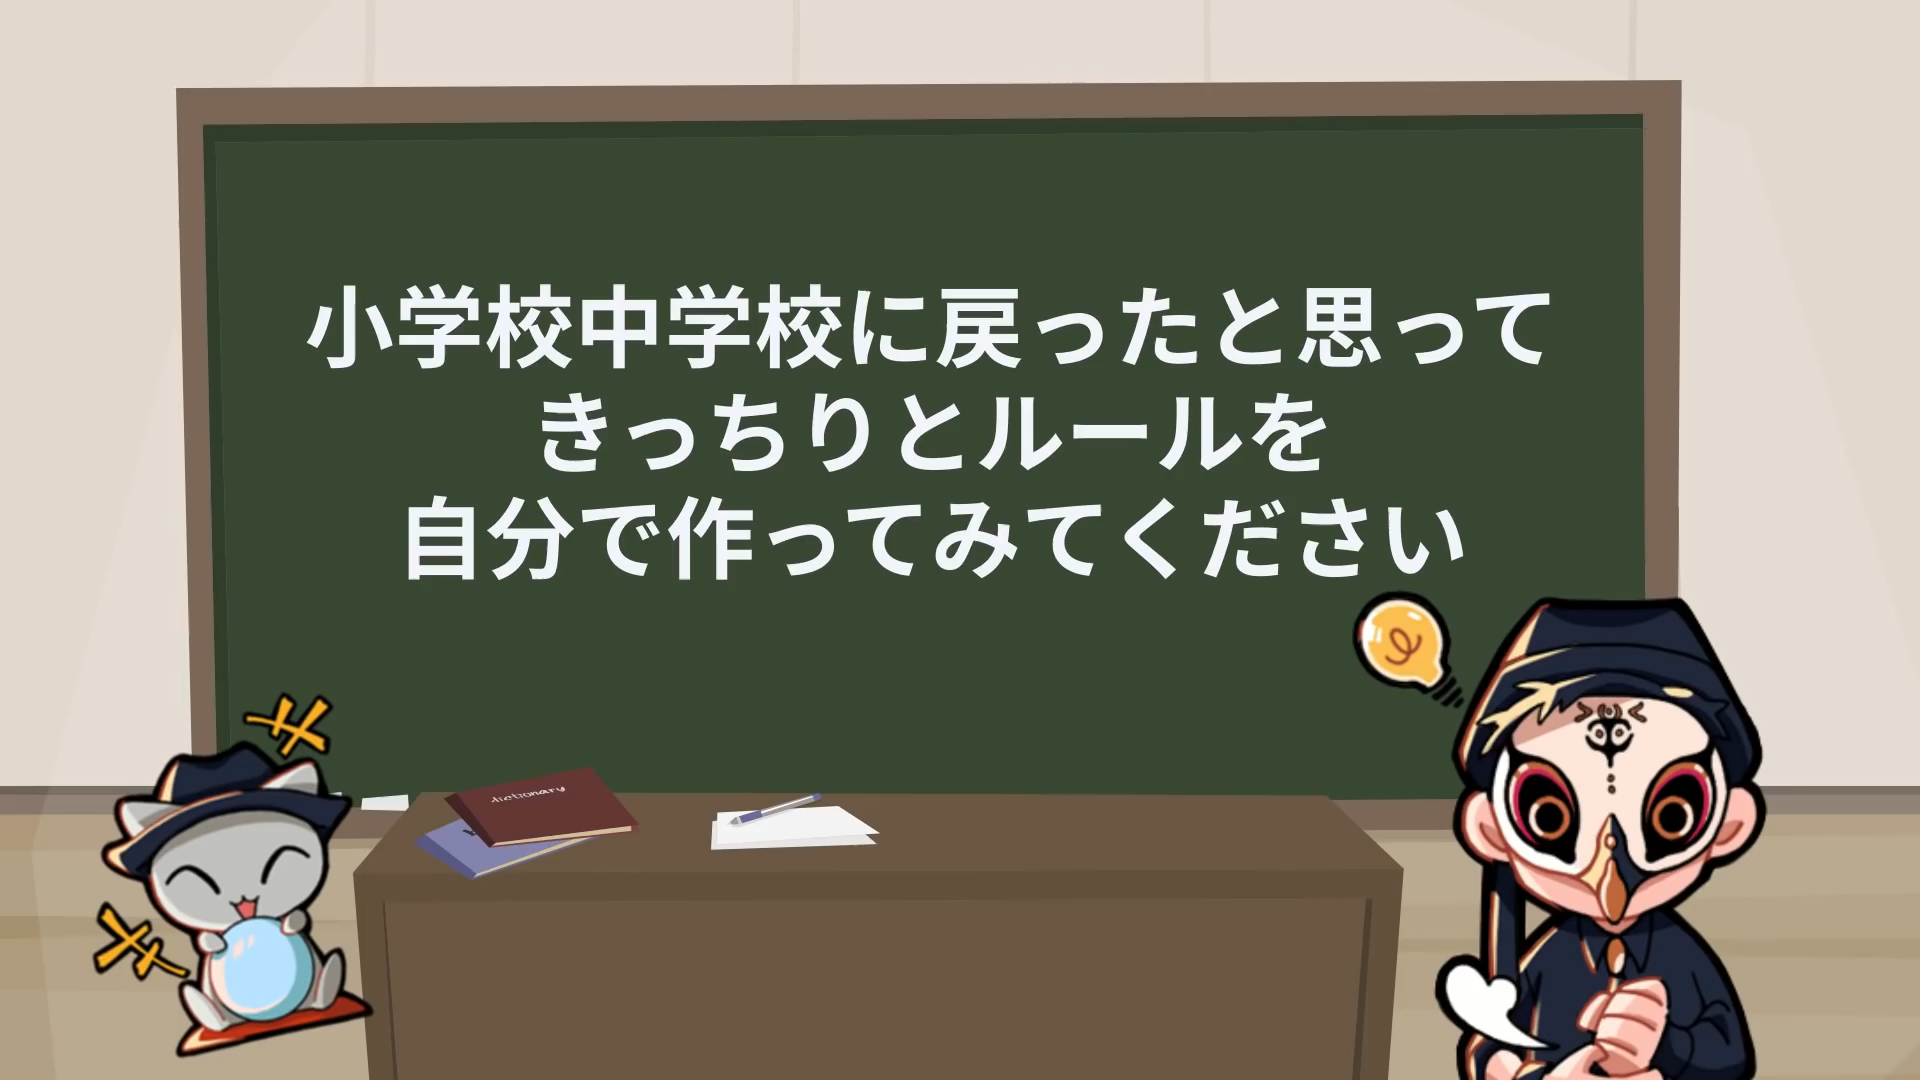 小学校中学校に戻ったと思って
きっちりとルールを
自分で作ってみてください
dictionary